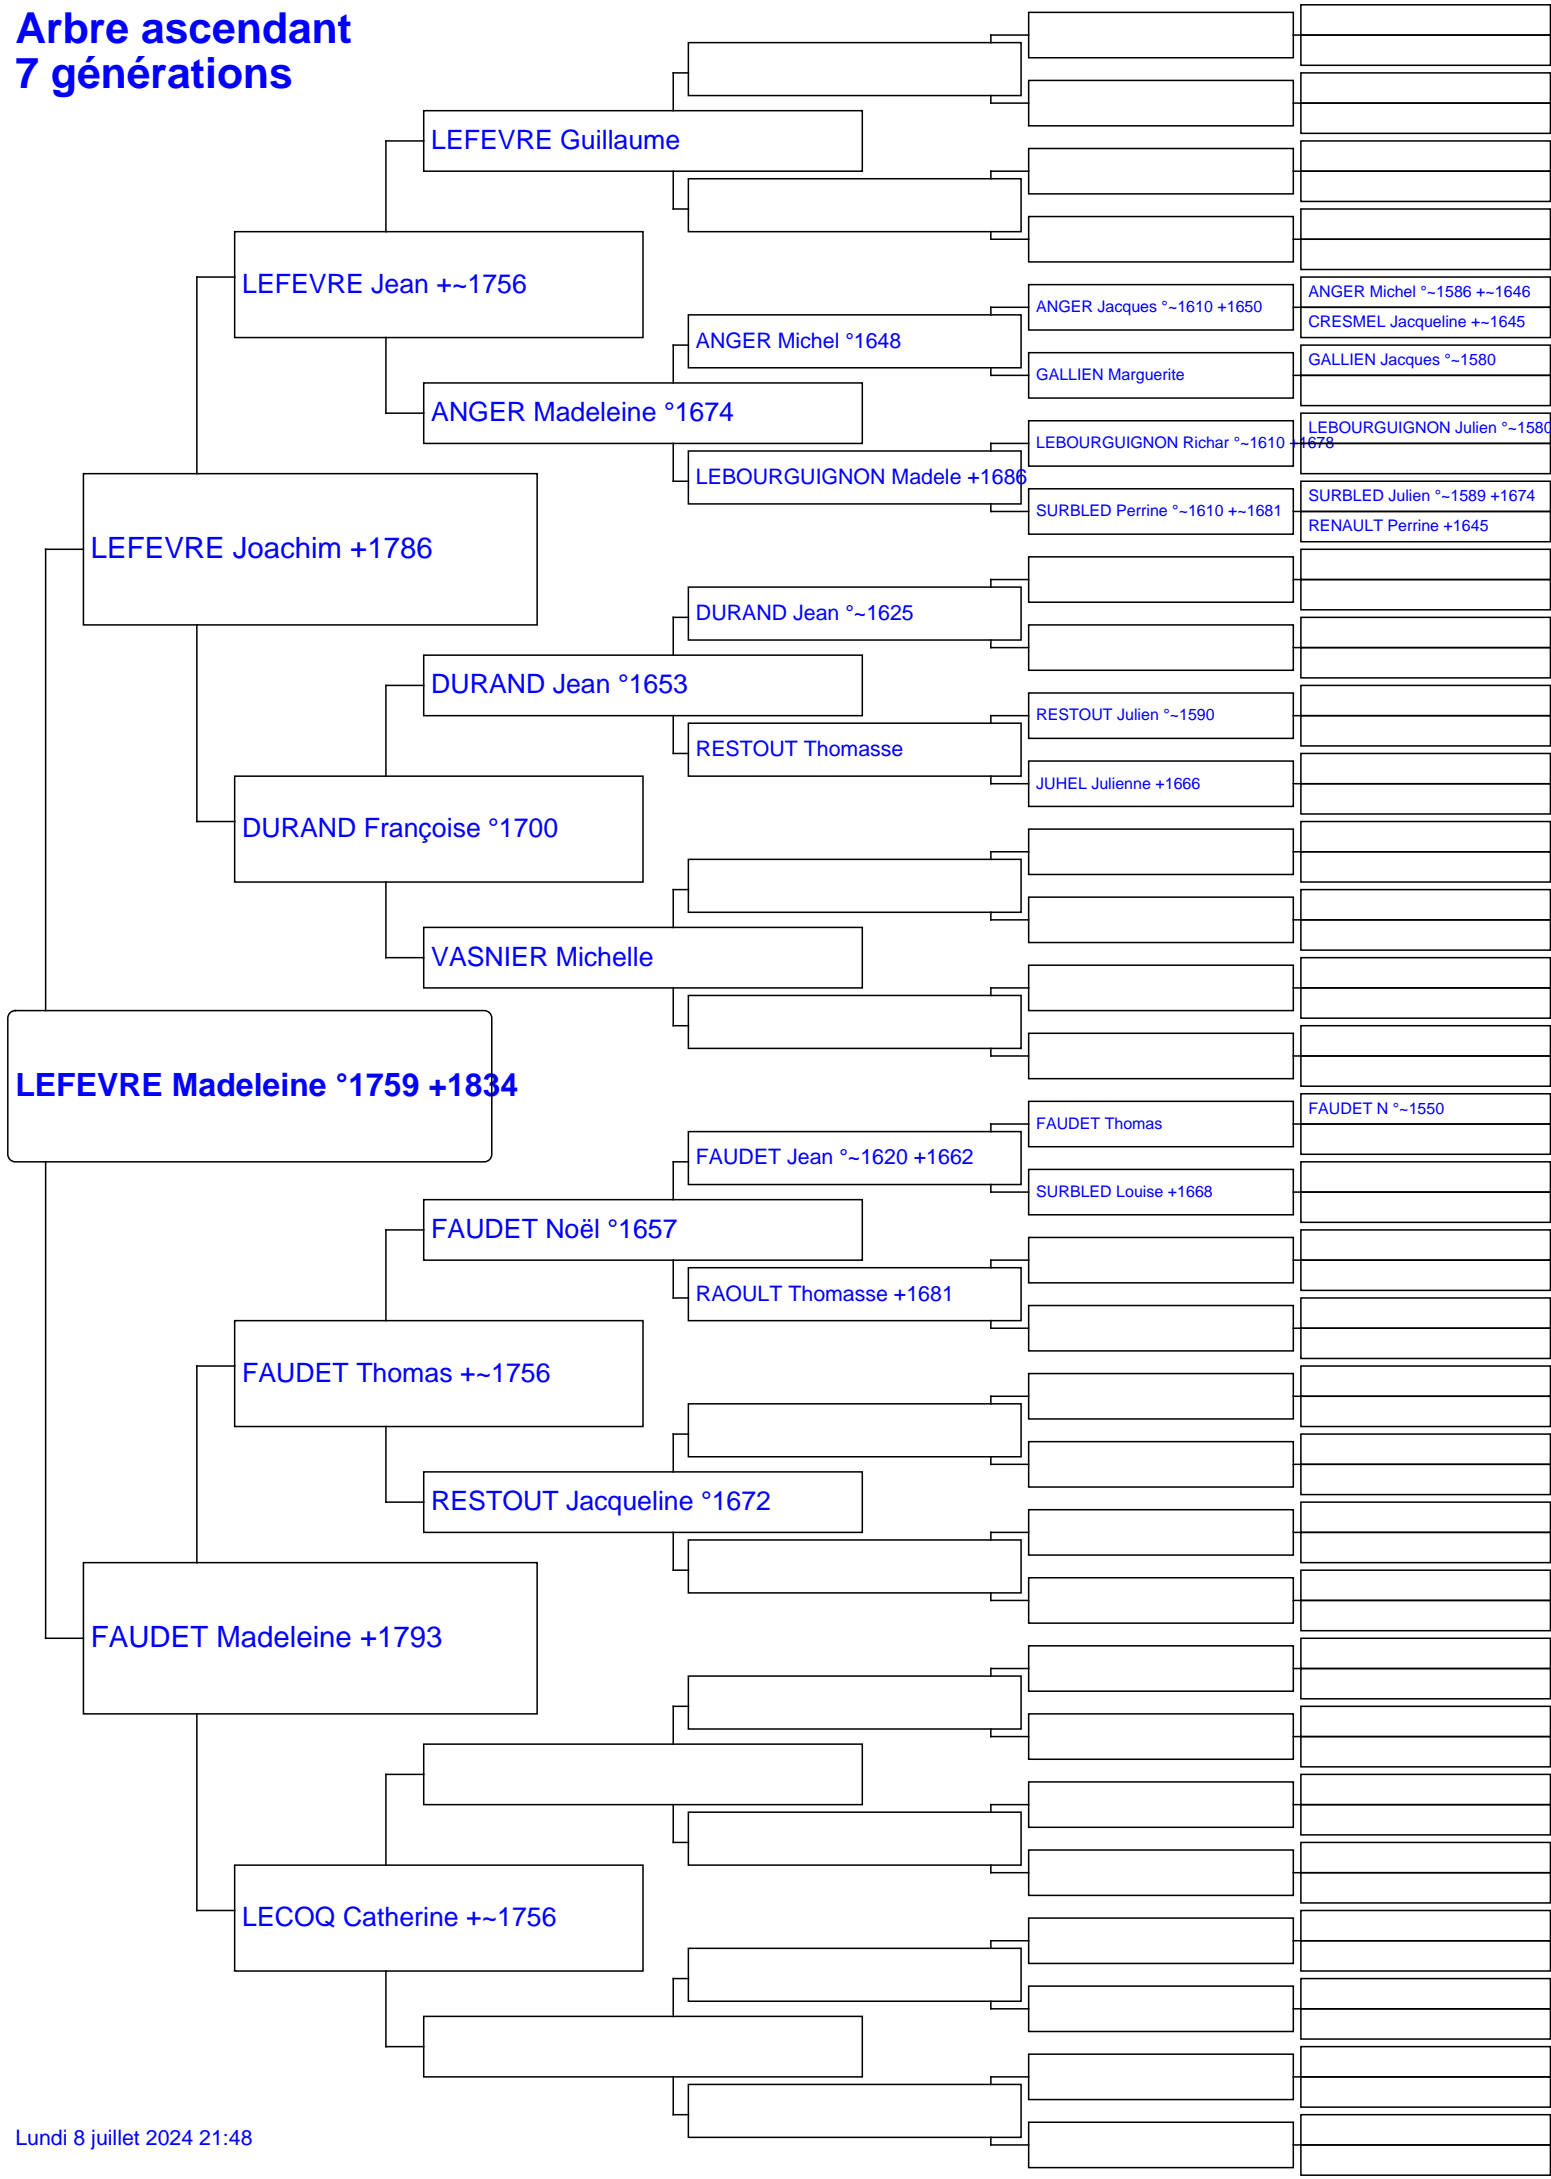 Arbre ascendant
7 générations
LEFEVRE Guillaume
LEFEVRE Jean +~1756
ANGER Jacques °~1610 +1650
ANGER Michel °~1586 +~1646
CRESMEL Jacqueline +~1645
ANGER Michel °1648
GALLIEN Marguerite
GALLIEN Jacques °~1580
ANGER Madeleine °1674
LEBOURGUIGNON Richar °~1610 +1678
LEBOURGUIGNON Julien °~1580
LEBOURGUIGNON Madele +1686
SURBLED Perrine °~1610 +~1681
SURBLED Julien °~1589 +1674
RENAULT Perrine +1645
LEFEVRE Joachim +1786
DURAND Jean °~1625
DURAND Jean °1653
RESTOUT Julien °~1590
RESTOUT Thomasse
JUHEL Julienne +1666
DURAND Françoise °1700
VASNIER Michelle
LEFEVRE Madeleine °1759 +1834
FAUDET Thomas
FAUDET N °~1550
FAUDET Jean °~1620 +1662
SURBLED Louise +1668
FAUDET Noël °1657
RAOULT Thomasse +1681
FAUDET Thomas +~1756
RESTOUT Jacqueline °1672
FAUDET Madeleine +1793
LECOQ Catherine +~1756
Lundi 8 juillet 2024 21:48